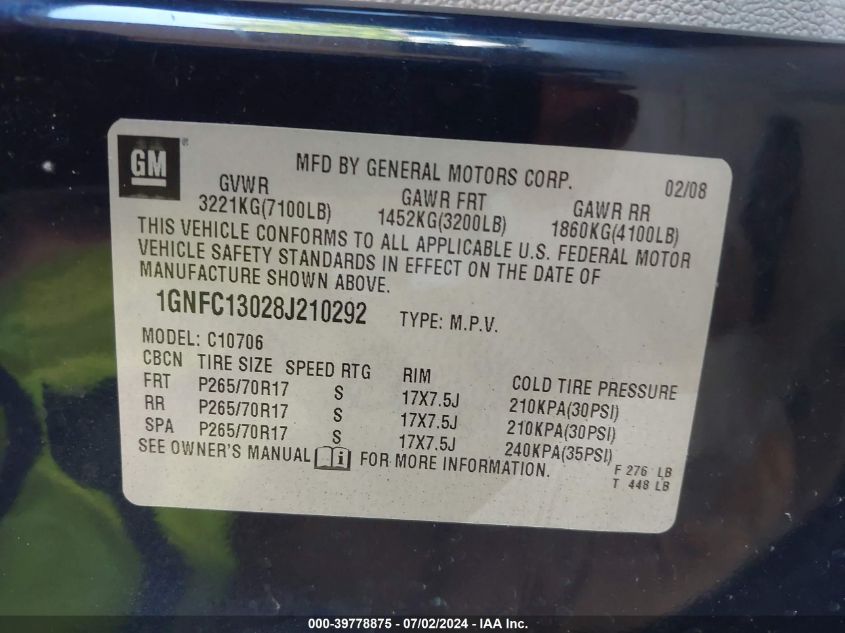 GM ®
MFD BY GENERAL MOTORS CORP. 02/08
GVWR GAWR FRT GAWR RR
3221KG(7100LB) 1452KG(3200LB) 1860KG(4100LB)
THIS VEHICLE CONFORMS TO ALL APPLICABLE U.S. FEDERAL MOTOR
VEHICLE SAFETY STANDARDS IN EFFECT ON THE DATE OF
MANUFACTURE SHOWN ABOVE.
1GNFC13028J210292 TYPE: M.P.V.
MODEL: C10706
CBCN TIRE SIZE SPEED RTG RIM COLD TIRE PRESSURE
FRT P265/70R17 S 17X7.5J 210KPA(30PSI)
RR P265/70R17 S 17X7.5J 210KPA(30PSI)
SPA P265/70R17 S 17X7.5J 240KPA(35PSI)
SEE OWNER'S MANUAL i FOR MORE INFORMATION.
F 276 LB
T 448 LB
000-39778875 - 07/02/2024 - IAA Inc.